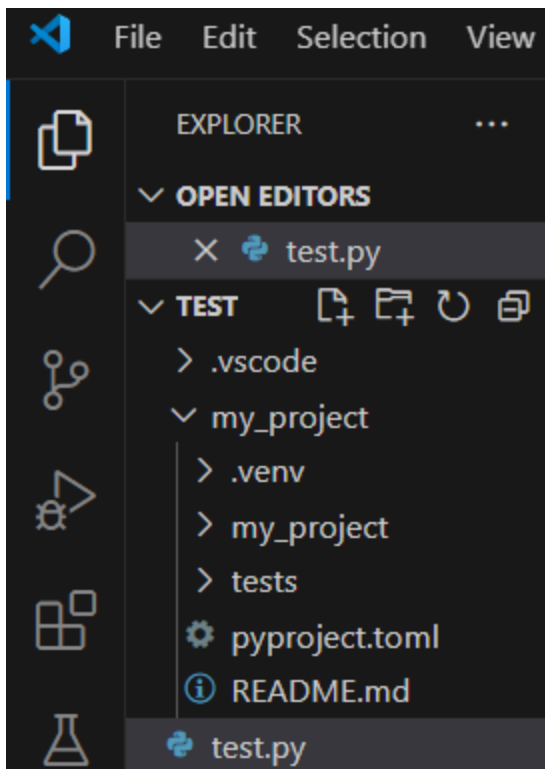 File Edit Selection View
EXPLORER ...
OPEN EDITORS
test.py
TEST
.vscode
my_project
.venv
my_project
tests
pyproject.toml
README.md
test.py